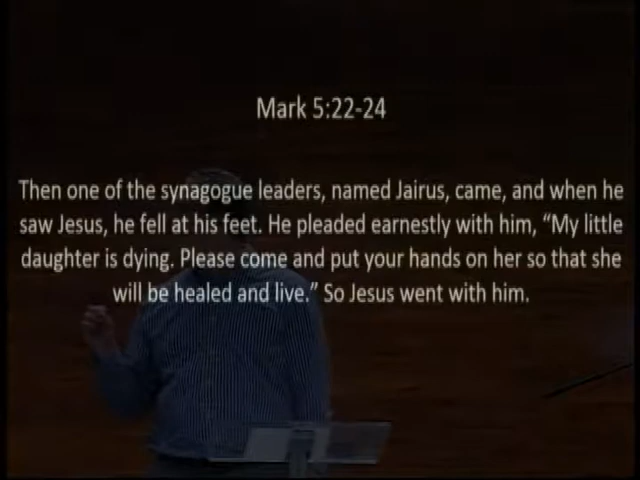 Mark 5:22-24
Then one of the synagogue leaders, named Jairus, came, and when he
saw Jesus, he fell at his feet. He pleaded earnestly with him, “My little
daughter is dying. Please come and put your hands on her so that she
will be healed and live.” So Jesus went with him.